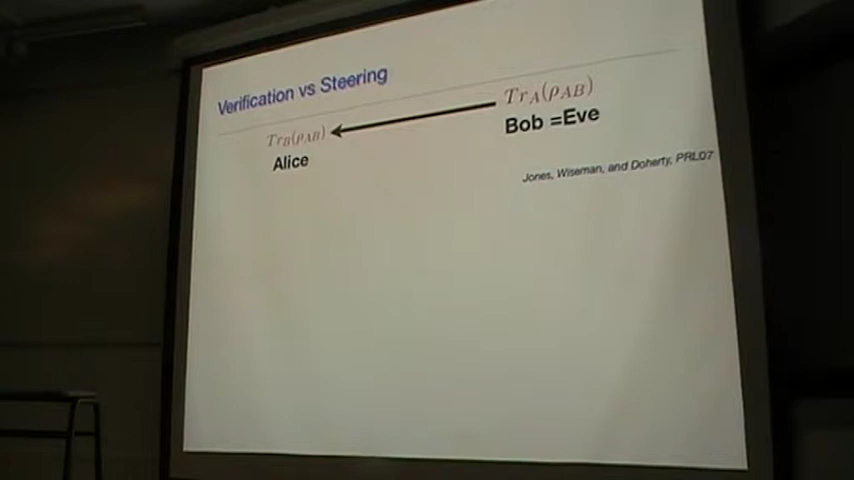 Verification vs Steering
Tr_A(ρ_AB)
Tr_B(ρ_AB)
Bob =Eve
Alice
Jones, Wiseman, and Doherty, PRL07